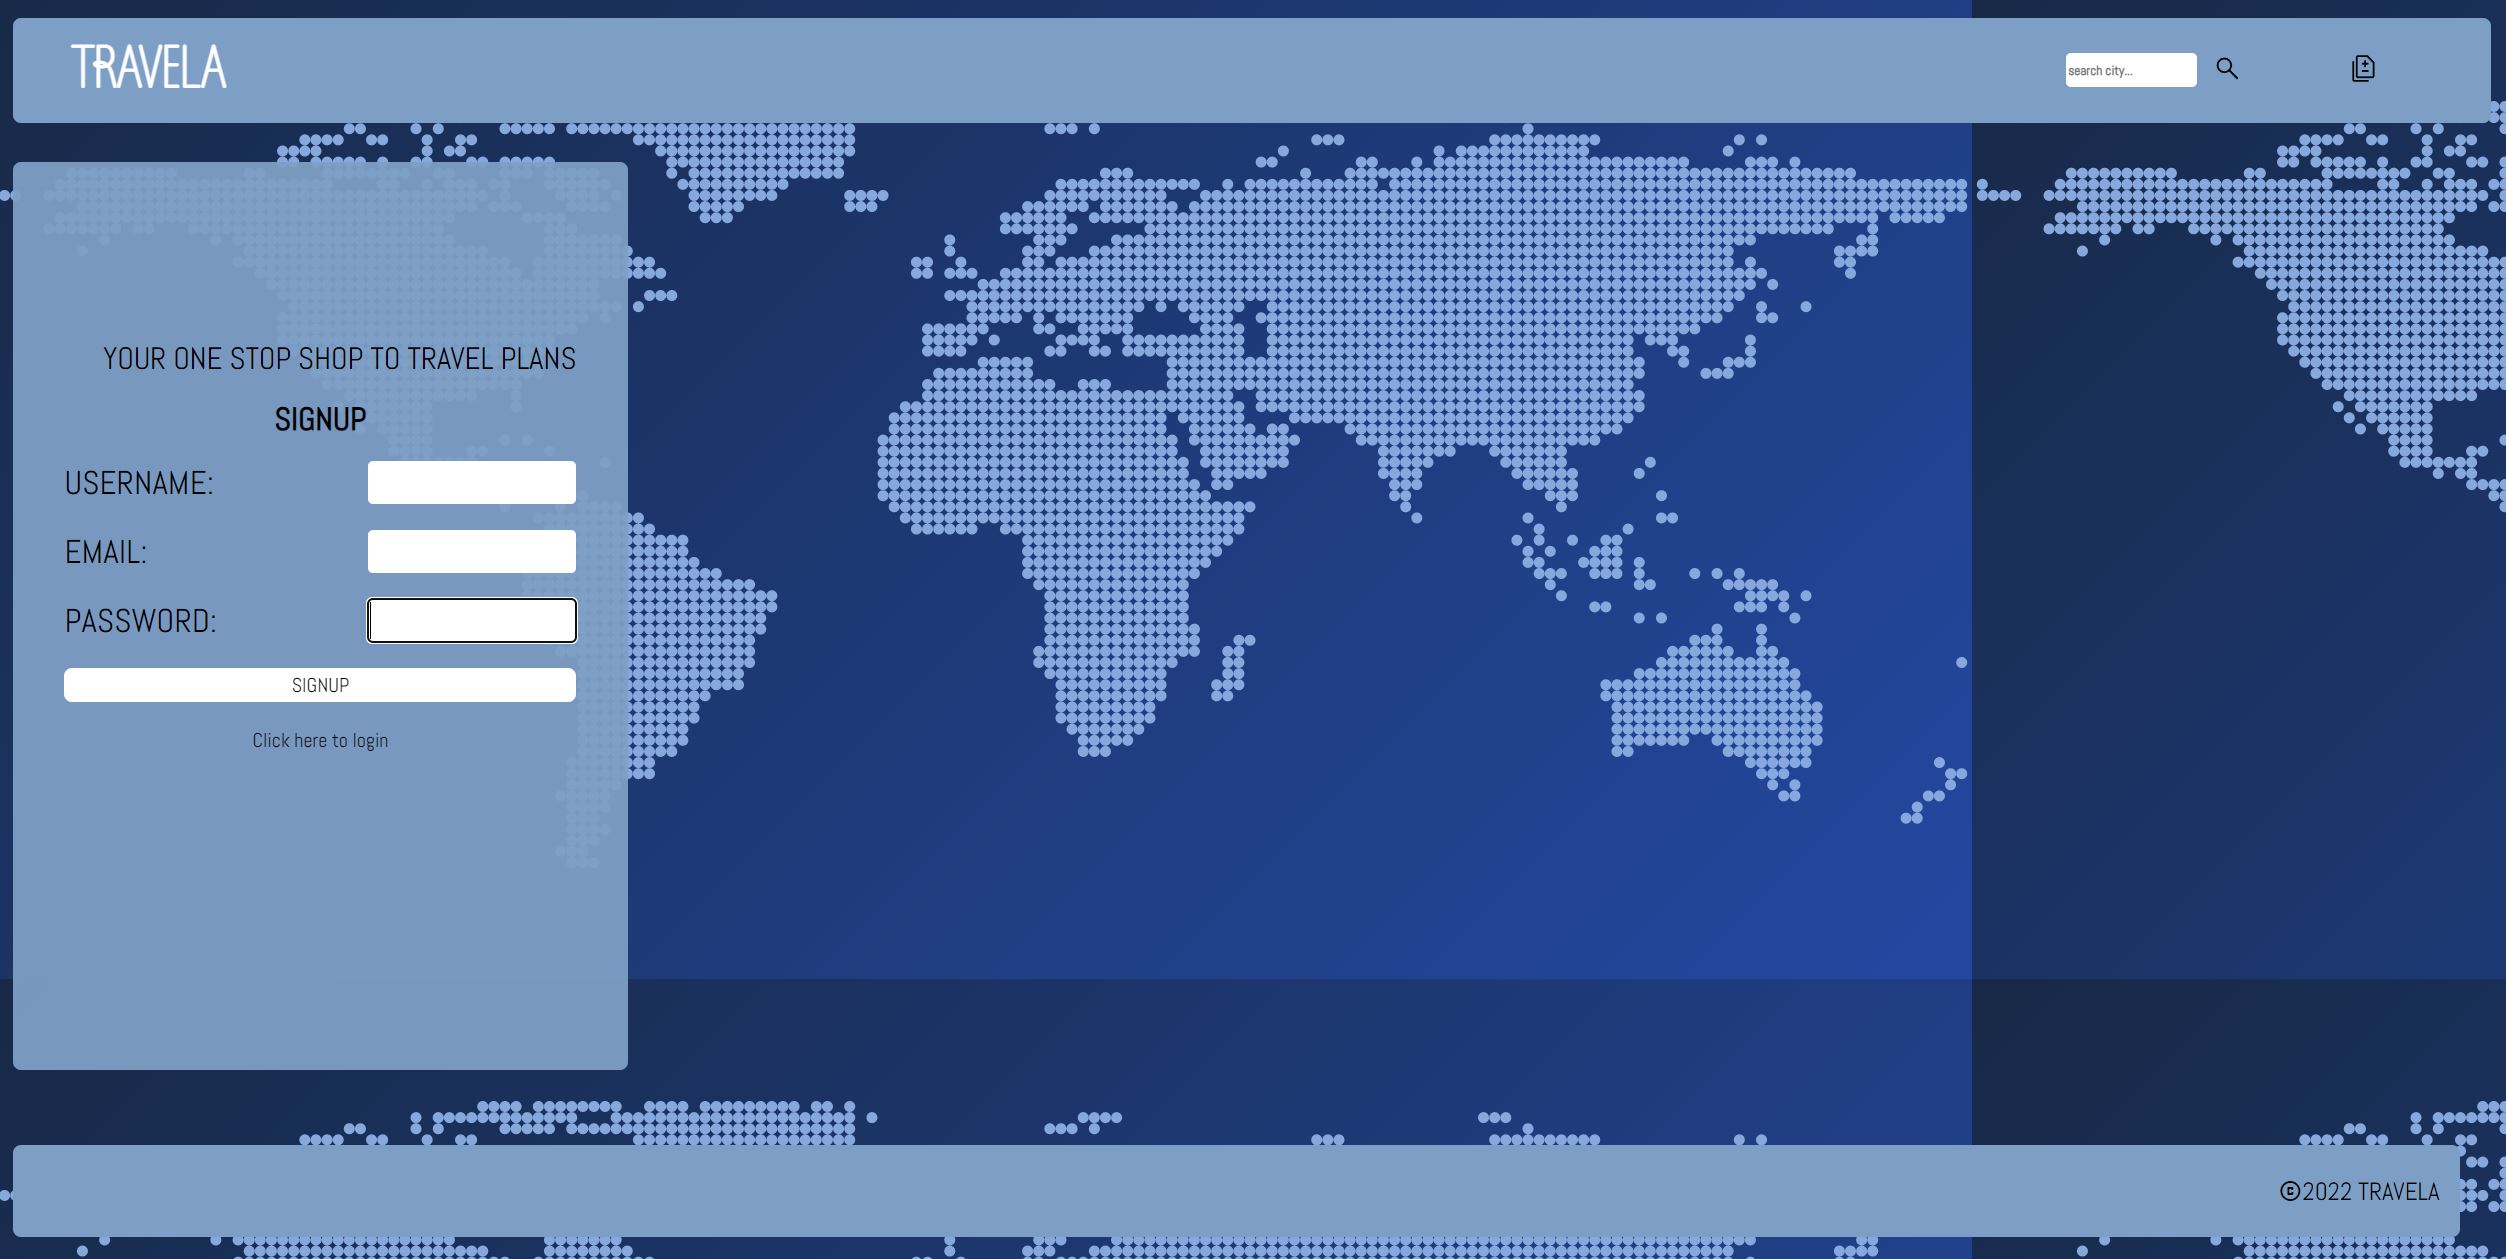 TRAVELA
search city...
YOUR ONE STOP SHOP TO TRAVEL PLANS
SIGNUP
USERNAME:
EMAIL:
PASSWORD:
SIGNUP
Click here to login
©2022 TRAVELA